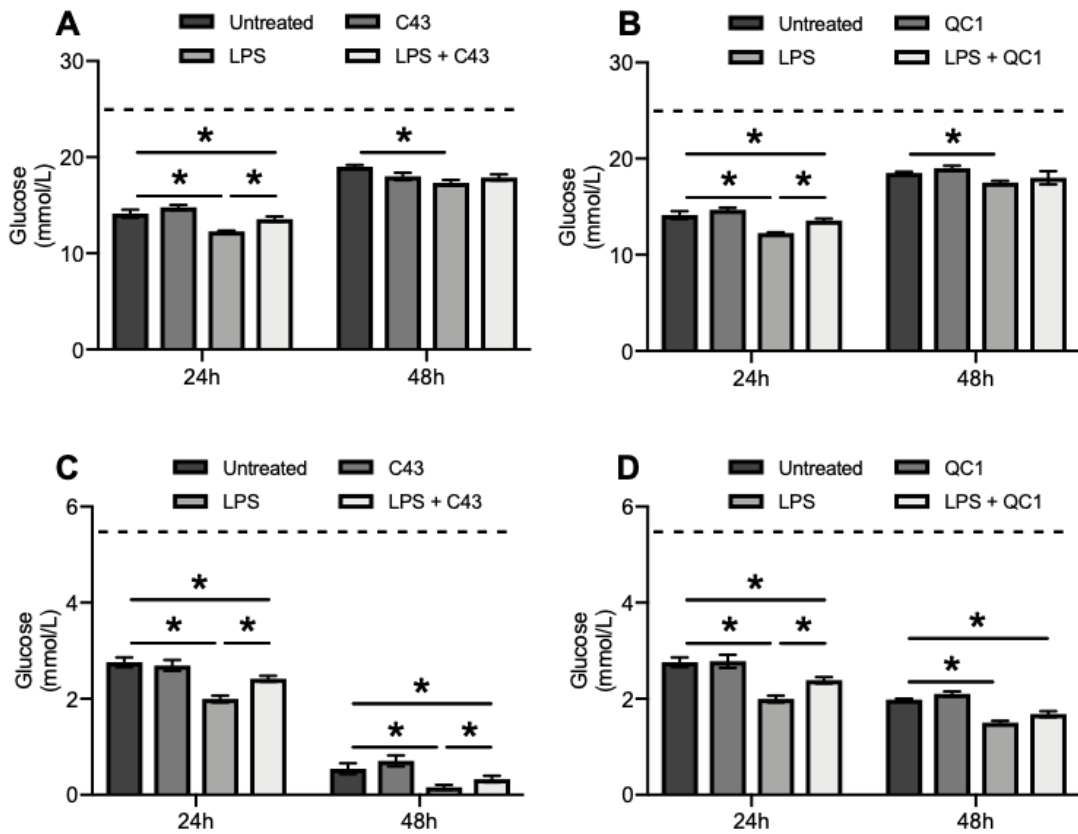 A
Untreated C43
LPS LPS + C43
30
20
10
0
Glucose
(mmol/L)
* * * *
24h 48h
B
Untreated QC1
LPS LPS + QC1
30
20
10
0
Glucose
(mmol/L)
* * * *
24h 48h
C
Untreated C43
LPS LPS + C43
6
4
2
0
Glucose
(mmol/L)
* * * * * *
24h 48h
D
Untreated QC1
LPS LPS + QC1
6
4
2
0
Glucose
(mmol/L)
* * * * *
24h 48h